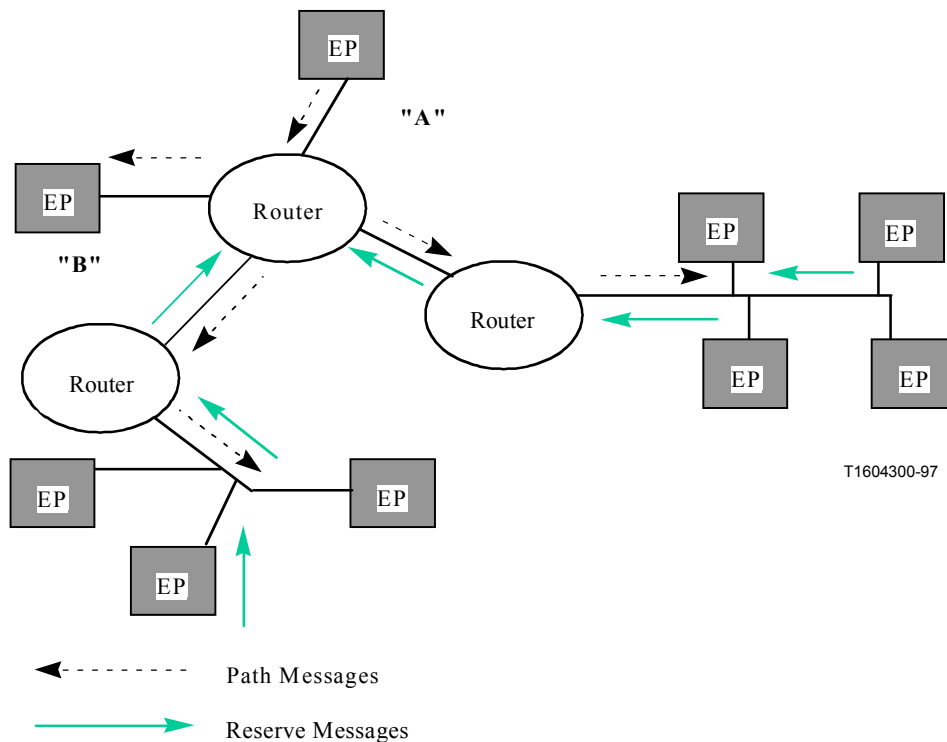 EP
"A"
EP
Router
EP
EP
"B"
Router
Router
EP
EP
T1604300-97
EP
EP
EP
Path Messages
Reserve Messages